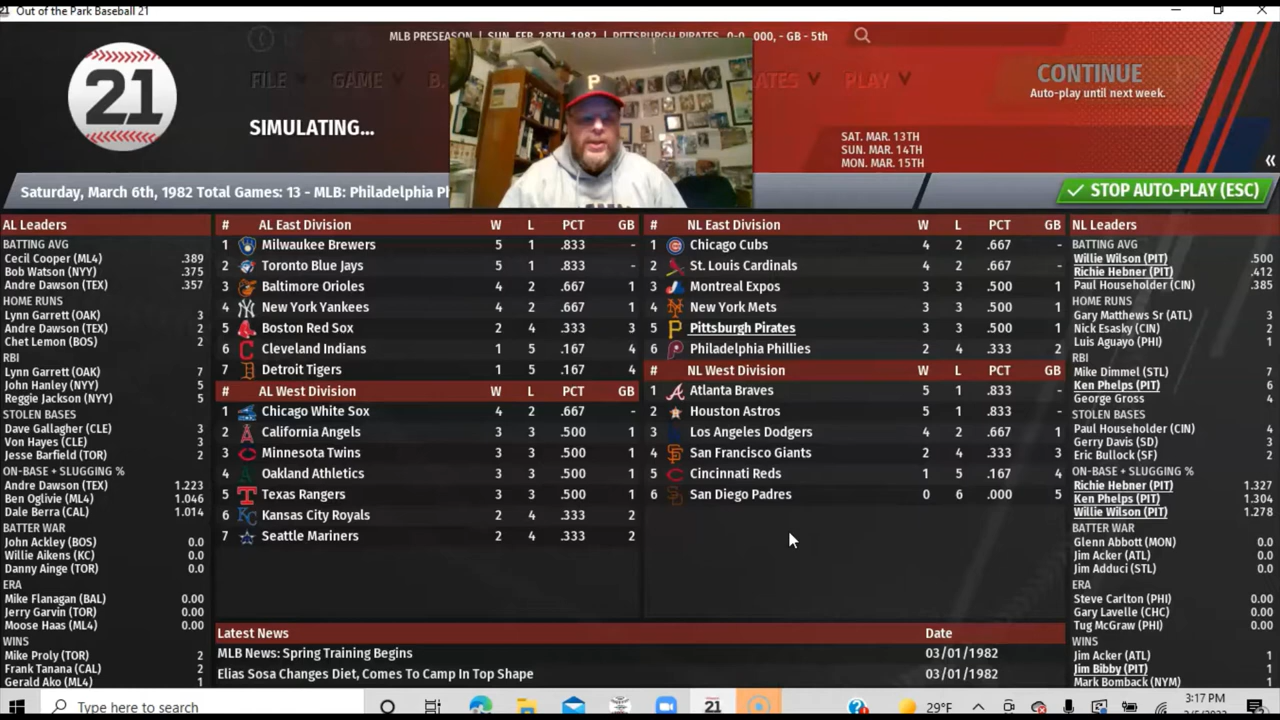 Out of the Park Baseball 21
MLB PRESEASON | SUN. FEB. 28TH, 1982 | PITTSBURGH PIRATES 0-0, .000, - GB - 5th
FILE GAME
PLAY
21
SIMULATING...
P
CONTINUE
Auto-play until next week.
SAT. MAR. 13TH
SUN. MAR. 14TH
MON. MAR. 15TH
Saturday, March 6th, 1982 Total Games: 13 - MLB: Philadelphia
STOP AUTO-PLAY (ESC)
AL Leaders
BATTING AVG
Cecil Cooper (ML4) .389
Bob Watson (NYY) .375
Andre Dawson (TEX) .357
HOME RUNS
Lynn Garrett (OAK) 3
Andre Dawson (TEX) 2
Chet Lemon (BOS) 2
RBI
Lynn Garrett (OAK) 7
John Hanley (NYY) 5
Reggie Jackson (NYY) 5
STOLEN BASES
Dave Gallagher (CLE) 3
Von Hayes (CLE) 3
Jesse Barfield (TOR) 2
ON-BASE + SLUGGING %
Andre Dawson (TEX) 1.223
Ben Oglivie (ML4) 1.046
Dale Berra (CAL) 1.014
BATTER WAR
John Ackley (BOS) 0.0
Willie Aikens (KC) 0.0
Danny Ainge (TOR) 0.0
ERA
Mike Flanagan (BAL) 0.00
Jerry Garvin (TOR) 0.00
Moose Haas (ML4) 0.00
WINS
Mike Proly (TOR) 2
Frank Tanana (CAL) 2
Gerald Ako (ML4) 1
# AL East Division W L PCT GB
1 Milwaukee Brewers 5 1 .833 -
2 Toronto Blue Jays 5 1 .833 -
3 Baltimore Orioles 4 2 .667 1
4 New York Yankees 4 2 .667 1
5 Boston Red Sox 2 4 .333 3
6 Cleveland Indians 1 5 .167 4
7 Detroit Tigers 1 5 .167 4
# AL West Division W L PCT GB
1 Chicago White Sox 4 2 .667 -
2 California Angels 3 3 .500 1
3 Minnesota Twins 3 3 .500 1
4 Oakland Athletics 3 3 .500 1
5 Texas Rangers 3 3 .500 1
6 Kansas City Royals 2 4 .333 2
7 Seattle Mariners 2 4 .333 2
# NL East Division W L PCT GB
1 Chicago Cubs 4 2 .667 -
2 St. Louis Cardinals 4 2 .667 -
3 Montreal Expos 3 3 .500 1
4 New York Mets 3 3 .500 1
5 Pittsburgh Pirates 3 3 .500 1
6 Philadelphia Phillies 2 4 .333 2
# NL West Division W L PCT GB
1 Atlanta Braves 5 1 .833 -
2 Houston Astros 5 1 .833 -
3 Los Angeles Dodgers 4 2 .667 1
4 San Francisco Giants 2 4 .333 3
5 Cincinnati Reds 1 5 .167 4
6 San Diego Padres 0 6 .000 5
NL Leaders
BATTING AVG
Willie Wilson (PIT) .500
Richie Hebner (PIT) .412
Paul Householder (CIN) .385
HOME RUNS
Gary Matthews Sr (ATL) 3
Nick Esasky (CIN) 2
Luis Aguayo (PHI) 1
RBI
Mike Dimmel (STL) 7
Ken Phelps (PIT) 6
George Gross 4
STOLEN BASES
Paul Householder (CIN) 4
Gerry Davis (SD) 3
Eric Bullock (SF) 2
ON-BASE + SLUGGING %
Richie Hebner (PIT) 1.327
Ken Phelps (PIT) 1.304
Willie Wilson (PIT) 1.278
BATTER WAR
Glenn Abbott (MON) 0.0
Jim Acker (ATL) 0.0
Jim Adduci (STL) 0.0
ERA
Steve Carlton (PHI) 0.00
Gary Lavelle (CHC) 0.00
Tug McGraw (PHI) 0.00
WINS
Jim Acker (ATL) 1
Jim Bibby (PIT) 1
Mark Bomback (NYM) 1
Latest News Date
MLB News: Spring Training Begins 03/01/1982
Elias Sosa Changes Diet, Comes To Camp In Top Shape 03/01/1982
Type here to search
21
29°F
3:17 PM